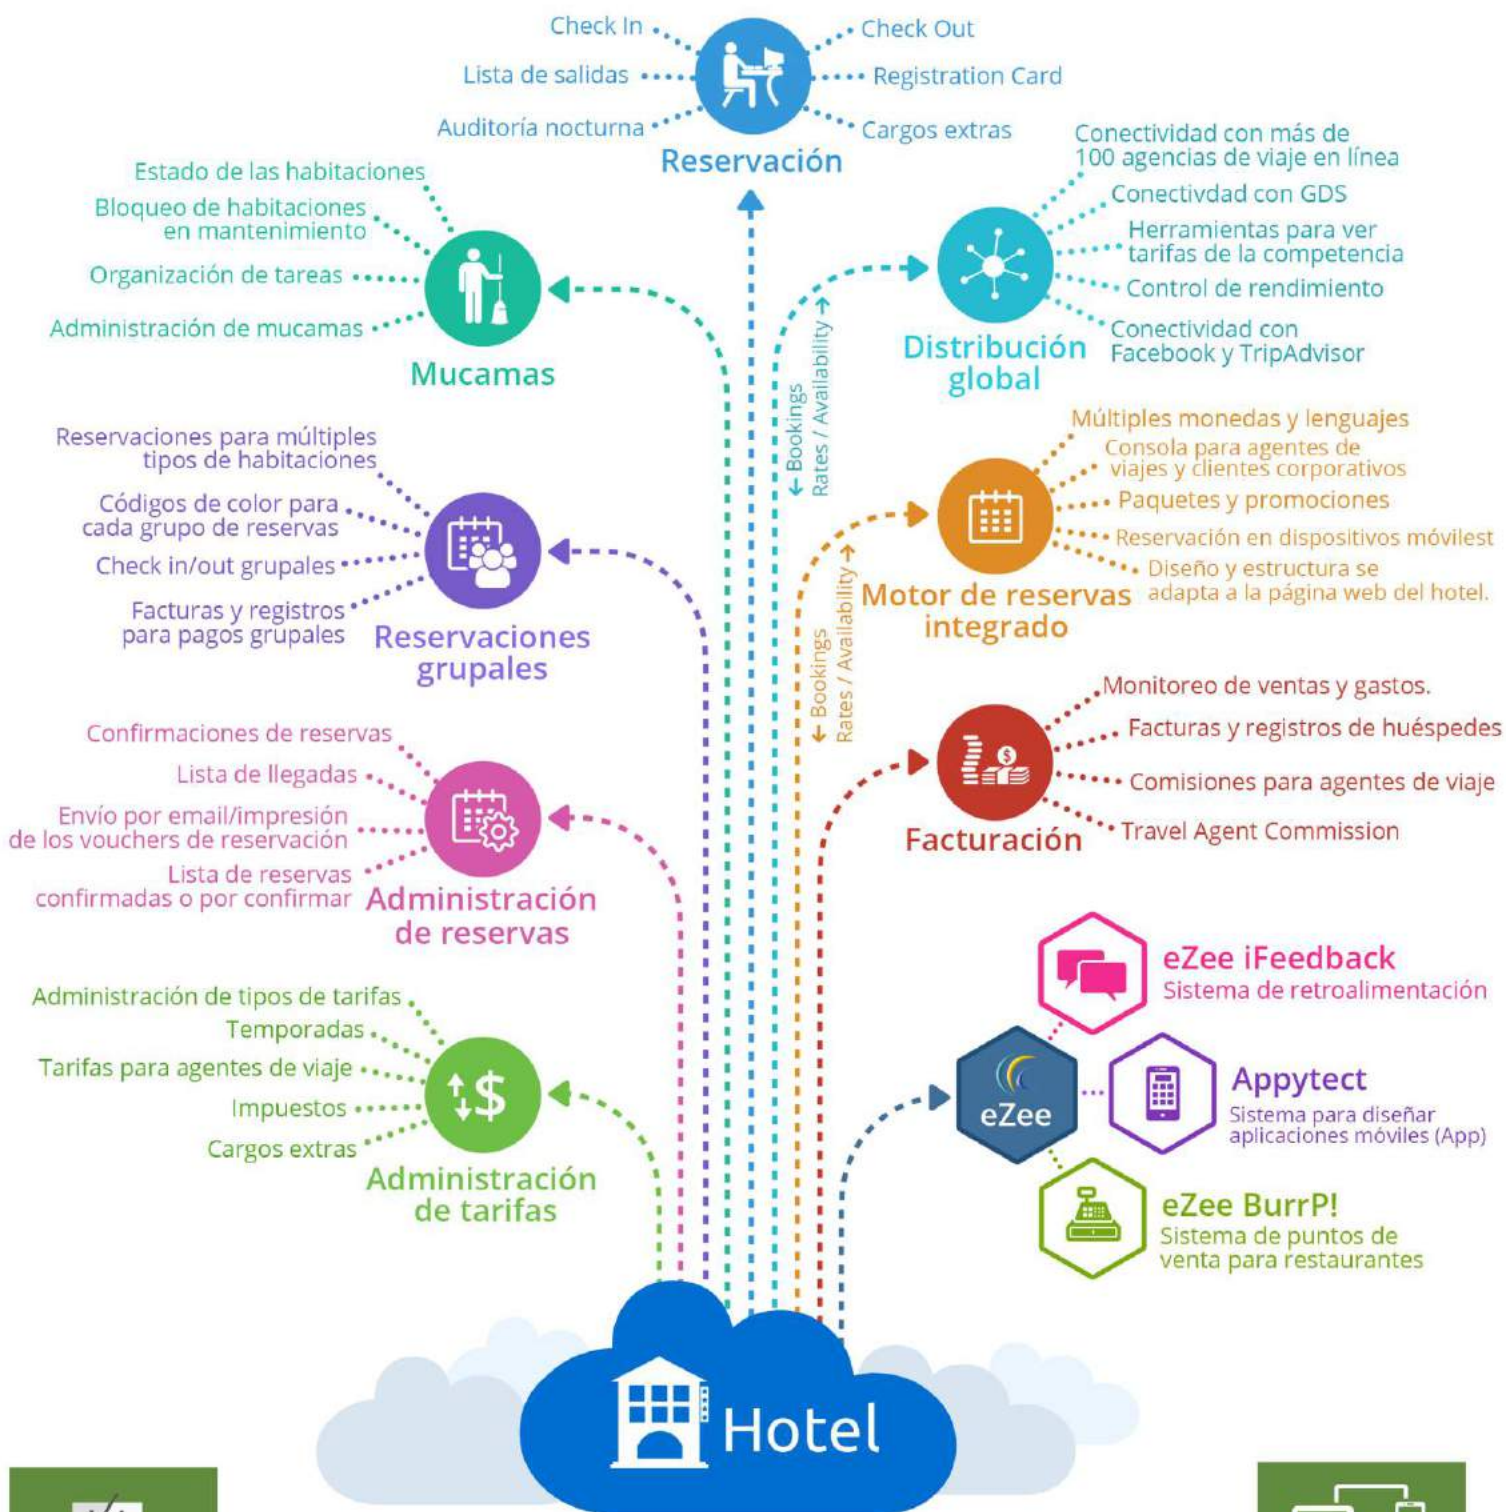 Check In
Lista de salidas
Auditoría nocturna
Check Out
Registration Card
Cargos extras
Reservación
Estado de las habitaciones
Bloqueo de habitaciones
en mantenimiento
Organización de tareas
Administración de mucamas
Mucamas
Conectividad con más de
100 agencias de viaje en línea
Conectivdad con GDS
Herramientas para ver
tarifas de la competencia
Control de rendimiento
Conectividad con
Facebook y TripAdvisor
Distribución
global
← Bookings
Rates / Availability →
Reservaciones para múltiples
tipos de habitaciones
Códigos de color para
cada grupo de reservas
Check in/out grupales
Facturas y registros
para pagos grupales
Reservaciones
grupales
Múltiples monedas y lenguajes
Consola para agentes de
viajes y clientes corporativos
Paquetes y promociones
Reservación en dispositivos móvilest
Diseño y estructura se
adapta a la página web del hotel.
Motor de reservas
integrado
← Bookings
Rates / Availability →
Confirmaciones de reservas
Lista de llegadas
Envío por email/impresión
de los vouchers de reservación
Lista de reservas
confirmadas o por confirmar
Administración
de reservas
Monitoreo de ventas y gastos.
Facturas y registros de huéspedes
Comisiones para agentes de viaje
Travel Agent Commission
Facturación
Administración de tipos de tarifas
Temporadas
Tarifas para agentes de viaje
Impuestos
Cargos extras
Administración
de tarifas
eZee iFeedback
Sistema de retroalimentación
eZee
Appytect
Sistema para diseñar
aplicaciones móviles (App)
eZee BurrP!
Sistema de puntos de
venta para restaurantes
Hotel